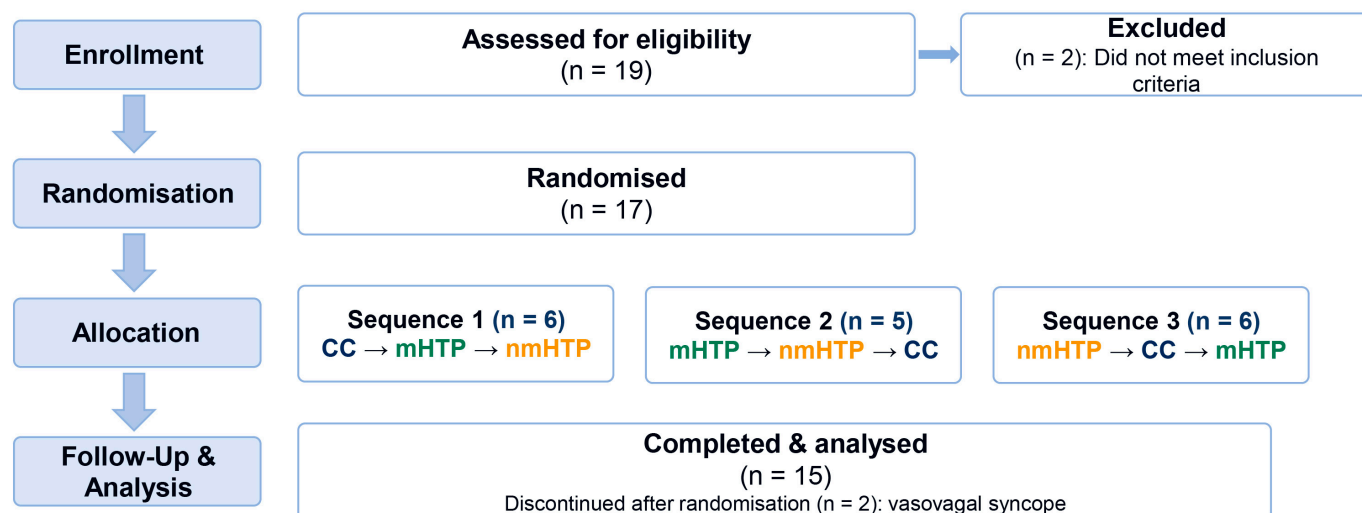 Enrollment
Assessed for eligibility
(n = 19)
Excluded
(n = 2): Did not meet inclusion
criteria
Randomisation
Randomised
(n = 17)
Allocation
Sequence 1 (n = 6)
CC → mHTP → nmHTP
Sequence 2 (n = 5)
mHTP → nmHTP → CC
Sequence 3 (n = 6)
nmHTP → CC → mHTP
Follow-Up &
Analysis
Completed & analysed
(n = 15)
Discontinued after randomisation (n = 2): vasovagal syncope